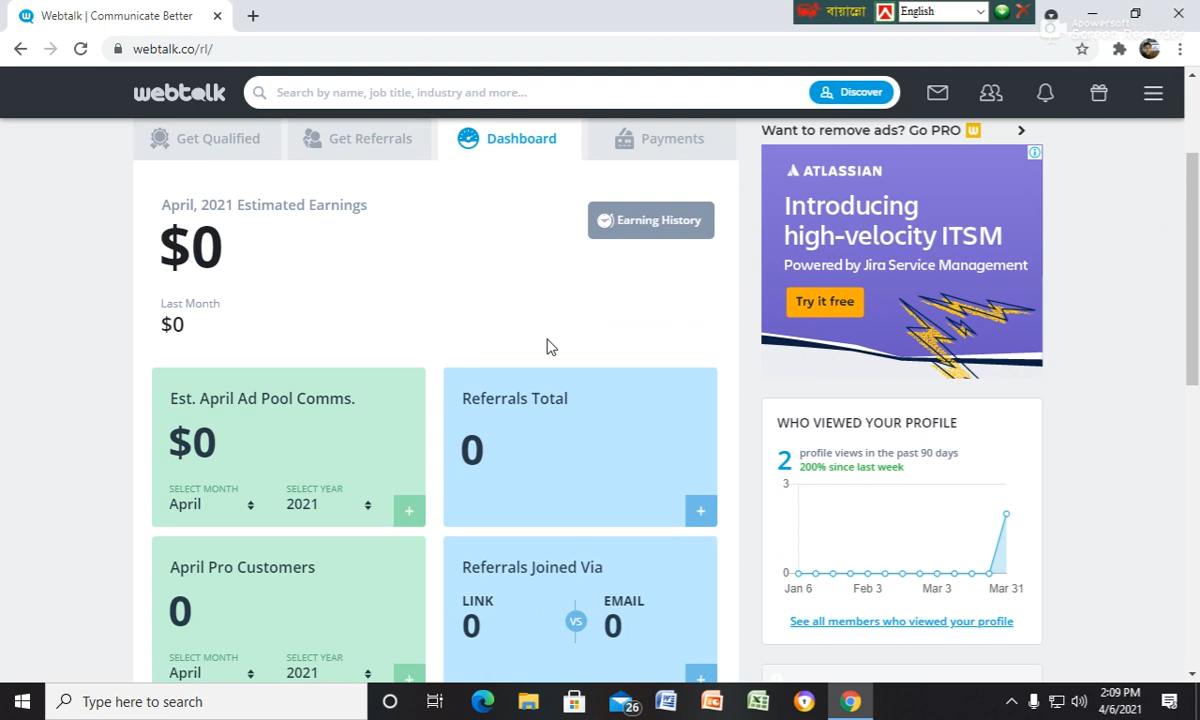 Webtalk | Communicate Better
বায়ান্নো
English
Apowersoft
Screen Recorder
webtalk.co/rl/
webtalk
Search by name, job title, industry and more...
Discover
Get Qualified
Get Referrals
Dashboard
Payments
Want to remove ads? Go PRO W
April, 2021 Estimated Earnings
$0
Earning History
Last Month
$0
ATLASSIAN
Introducing
high-velocity ITSM
Powered by Jira Service Management
Try it free
Est. April Ad Pool Comms.
$0
SELECT MONTH
April
SELECT YEAR
2021
+
Referrals Total
0
+
WHO VIEWED YOUR PROFILE
2
profile views in the past 90 days
200% since last week
3
0
Jan 6
Feb 3
Mar 3
Mar 31
See all members who viewed your profile
April Pro Customers
0
SELECT MONTH
April
SELECT YEAR
2021
+
Referrals Joined Via
LINK
0
VS
EMAIL
0
+
Type here to search
26
2:09 PM
4/6/2021